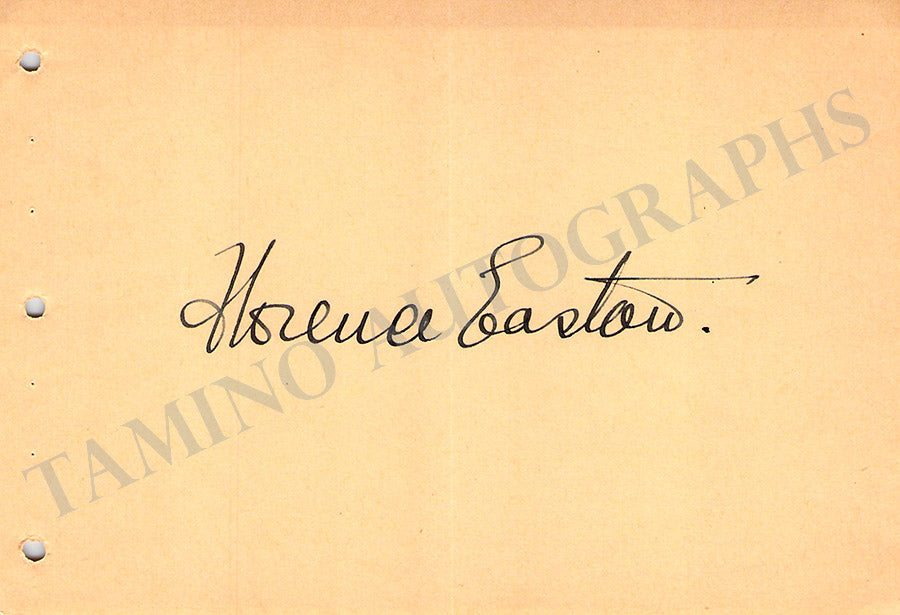 Florence Easton.
TAMINO AUTOGRAPHS